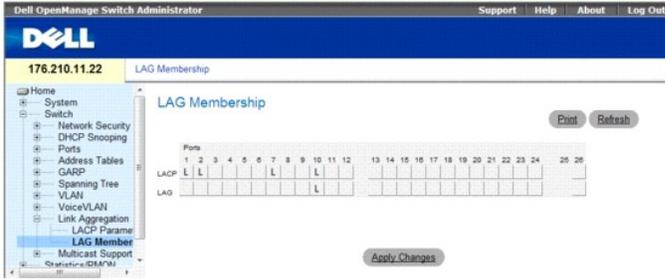 Dell OpenManage Switch Administrator Support Help About Log Out
DELL
176.210.11.22 LAG Membership
Home
System
Switch
Network Security
DHCP Snooping
Ports
Address Tables
GARP
Spanning Tree
VLAN
VoiceVLAN
Link Aggregation
LACP Parame
LAG Member
Multicast Support
Statistics/RMON
LAG Membership
Print Refresh
Ports
1 2 3 4 5 6 7 8 9 10 11 12 13 14 15 16 17 18 19 20 21 22 23 24 25 26
LACP L L L L
LAG L
Apply Changes